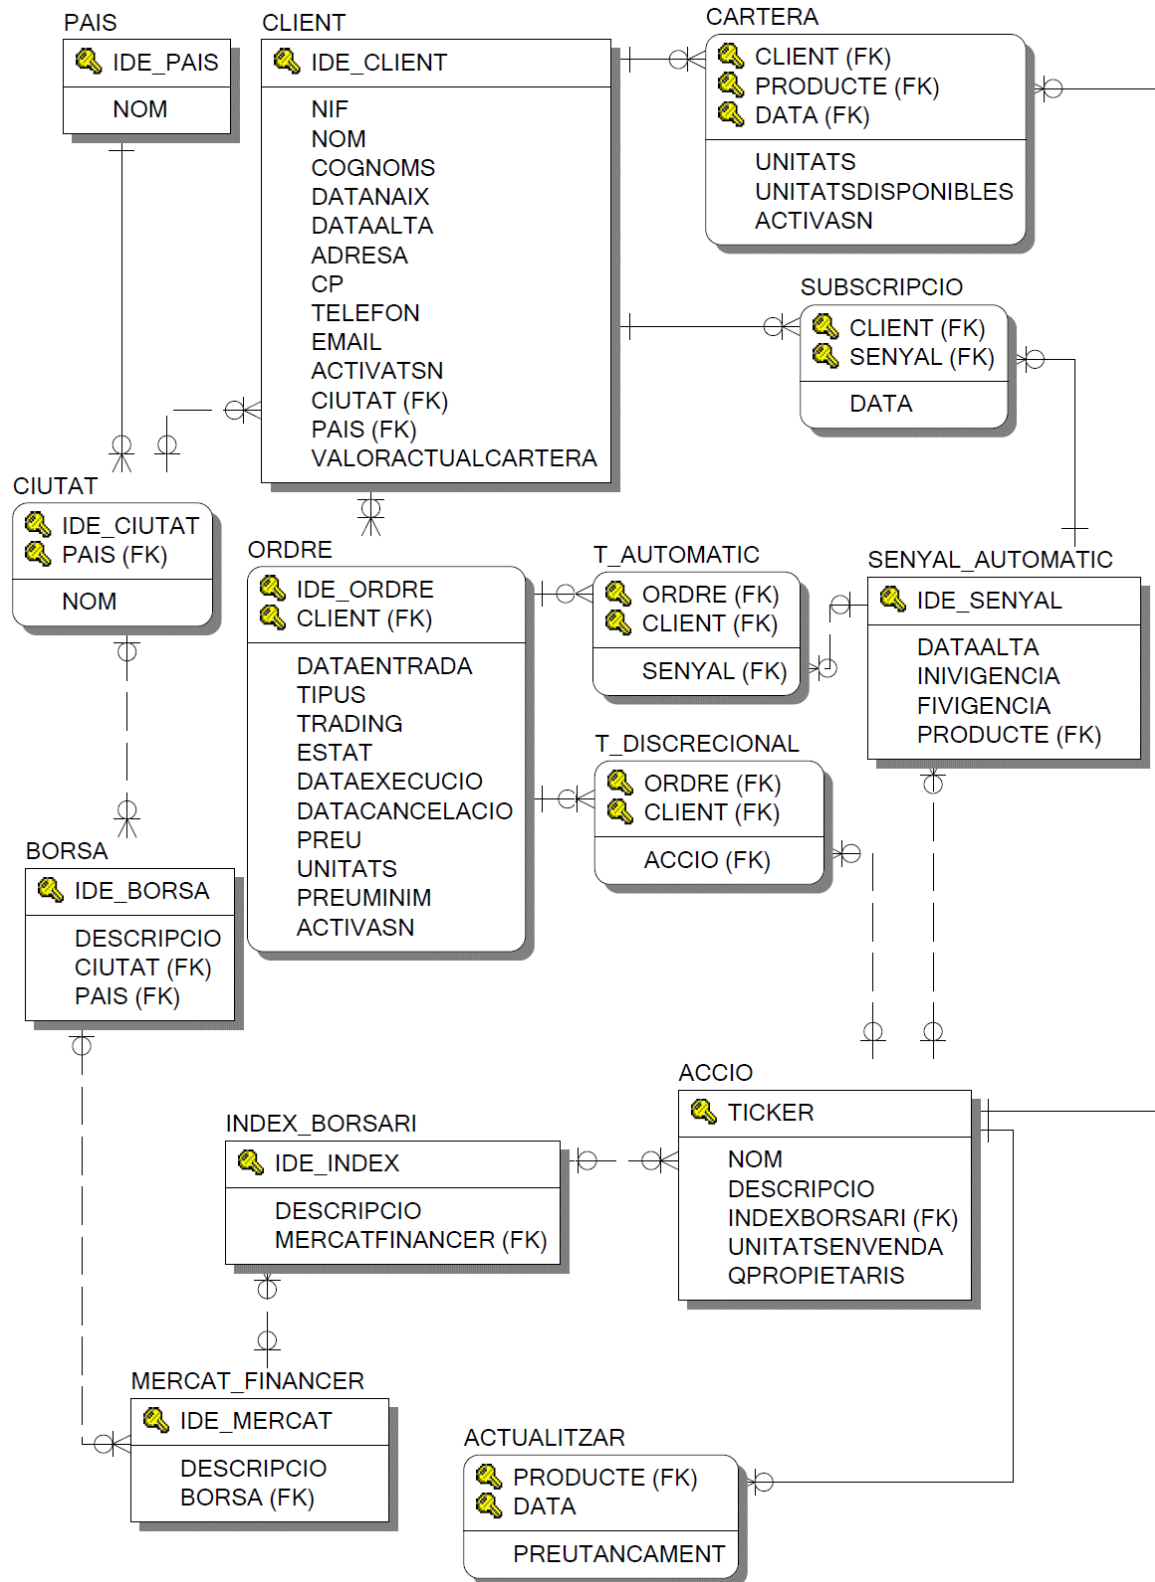 PAIS
IDE_PAIS
NOM
CLIENT
IDE_CLIENT
NIF
NOM
COGNOMS
DATANAIX
DATAALTA
ADRESA
CP
TELEFON
EMAIL
ACTIVATSN
CIUTAT (FK)
PAIS (FK)
VALORACTUALCARTERA
CARTERA
CLIENT (FK)
PRODUCTE (FK)
DATA (FK)
UNITATS
UNITATSDISPONIBLES
ACTIVASN
SUBSCRIPCIO
CLIENT (FK)
SENYAL (FK)
DATA
CIUTAT
IDE_CIUTAT
PAIS (FK)
NOM
ORDRE
IDE_ORDRE
CLIENT (FK)
DATAENTRADA
TIPUS
TRADING
ESTAT
DATAEXECUCIO
DATACANCELACIO
PREU
UNITATS
PREUMINIM
ACTIVASN
T_AUTOMATIC
ORDRE (FK)
CLIENT (FK)
SENYAL (FK)
SENYAL_AUTOMATIC
IDE_SENYAL
DATAALTA
INIVIGENCIA
FIVIGENCIA
PRODUCTE (FK)
T_DISCRECIONAL
ORDRE (FK)
CLIENT (FK)
ACCIO (FK)
BORSA
IDE_BORSA
DESCRIPCIO
CIUTAT (FK)
PAIS (FK)
ACCIO
TICKER
NOM
DESCRIPCIO
INDEXBORSARI (FK)
UNITATSENVENDA
QPROPIETARIS
INDEX_BORSARI
IDE_INDEX
DESCRIPCIO
MERCATFINANCER (FK)
MERCAT_FINANCER
IDE_MERCAT
DESCRIPCIO
BORSA (FK)
ACTUALITZAR
PRODUCTE (FK)
DATA
PREUTANCAMENT